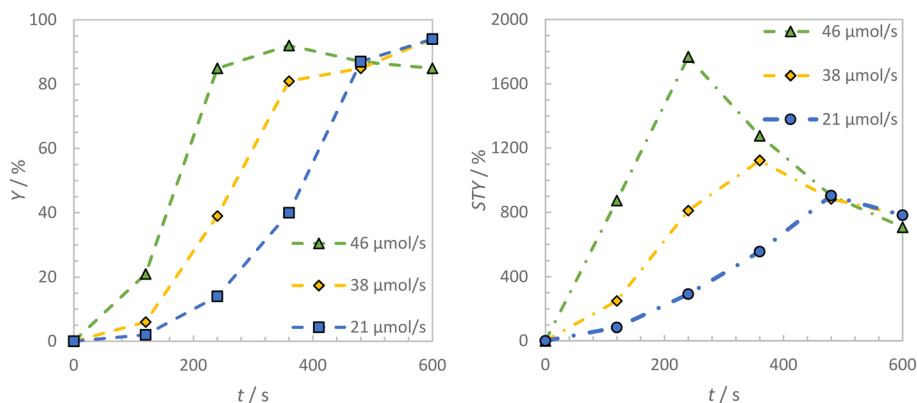 100
80
60
40
20
0
Y / %
0 200 400 600
t / s
46 μmol/s
38 μmol/s
21 μmol/s
2000
1600
1200
800
400
0
STY / %
0 200 400 600
t / s
46 μmol/s
38 μmol/s
21 μmol/s